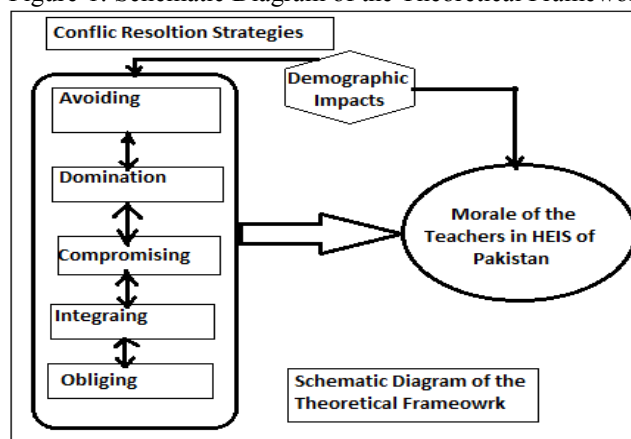 Figure 1: Schematic Diagram of the Theoretical Framework
Conflic Resoltion Strategies
Demographic
Impacts
Avoiding
Domination
Compromising
Integraing
Obliging
Morale of the
Teachers in HEIS of
Pakistan
Schematic Diagram of the
Theoretical Frameowrk